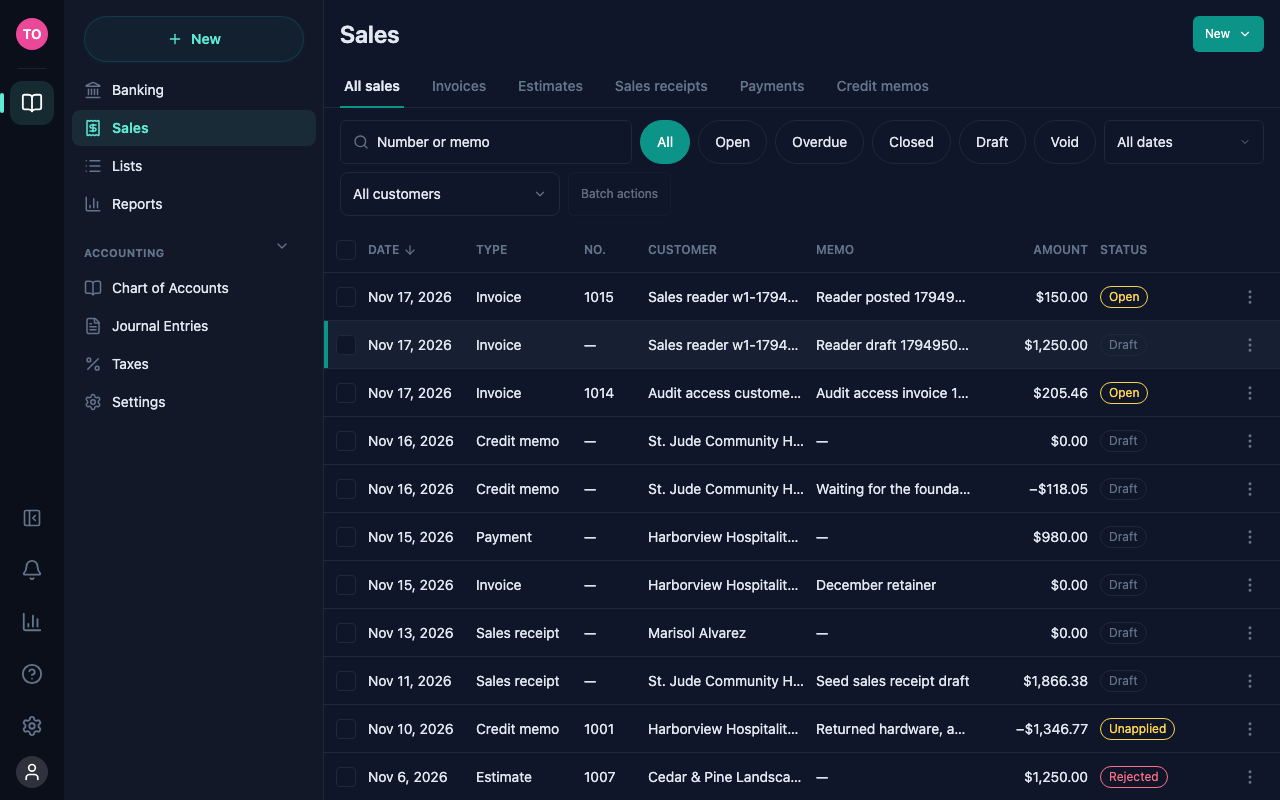 TO
New
Banking
Sales
Lists
Reports
ACCOUNTING
Chart of Accounts
Journal Entries
Taxes
Settings
Sales
New
All sales Invoices Estimates Sales receipts Payments Credit memos
Number or memo All Open Overdue Closed Draft Void All dates
All customers Batch actions
DATE TYPE NO. CUSTOMER MEMO AMOUNT STATUS
Nov 17, 2026 Invoice 1015 Sales reader w1-1794... Reader posted 17949... $150.00 Open
Nov 17, 2026 Invoice — Sales reader w1-1794... Reader draft 1794950... $1,250.00 Draft
Nov 17, 2026 Invoice 1014 Audit access custome... Audit access invoice 1... $205.46 Open
Nov 16, 2026 Credit memo — St. Jude Community H... — $0.00 Draft
Nov 16, 2026 Credit memo — St. Jude Community H... Waiting for the founda... −$118.05 Draft
Nov 15, 2026 Payment — Harborview Hospitalit... — $980.00 Draft
Nov 15, 2026 Invoice — Harborview Hospitalit... December retainer $0.00 Draft
Nov 13, 2026 Sales receipt — Marisol Alvarez — $0.00 Draft
Nov 11, 2026 Sales receipt — St. Jude Community H... Seed sales receipt draft $1,866.38 Draft
Nov 10, 2026 Credit memo 1001 Harborview Hospitalit... Returned hardware, a... −$1,346.77 Unapplied
Nov 6, 2026 Estimate 1007 Cedar & Pine Landsca... — $1,250.00 Rejected